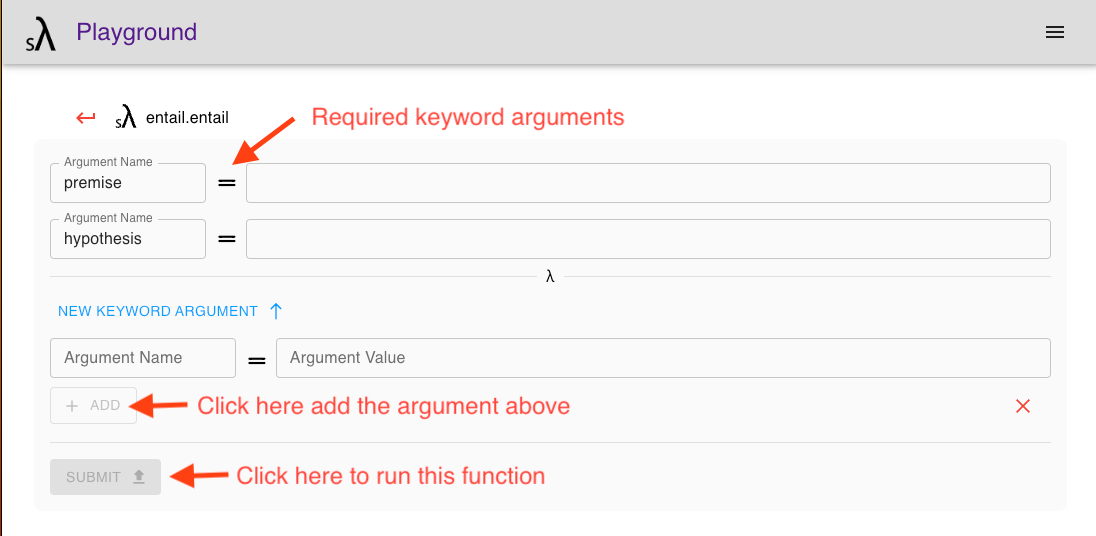 sλ Playground
sλ entail.entail
Required keyword arguments
Argument Name
premise =
Argument Name
hypothesis =
λ
NEW KEYWORD ARGUMENT ↑
Argument Name = Argument Value
+ ADD Click here add the argument above
SUBMIT Click here to run this function